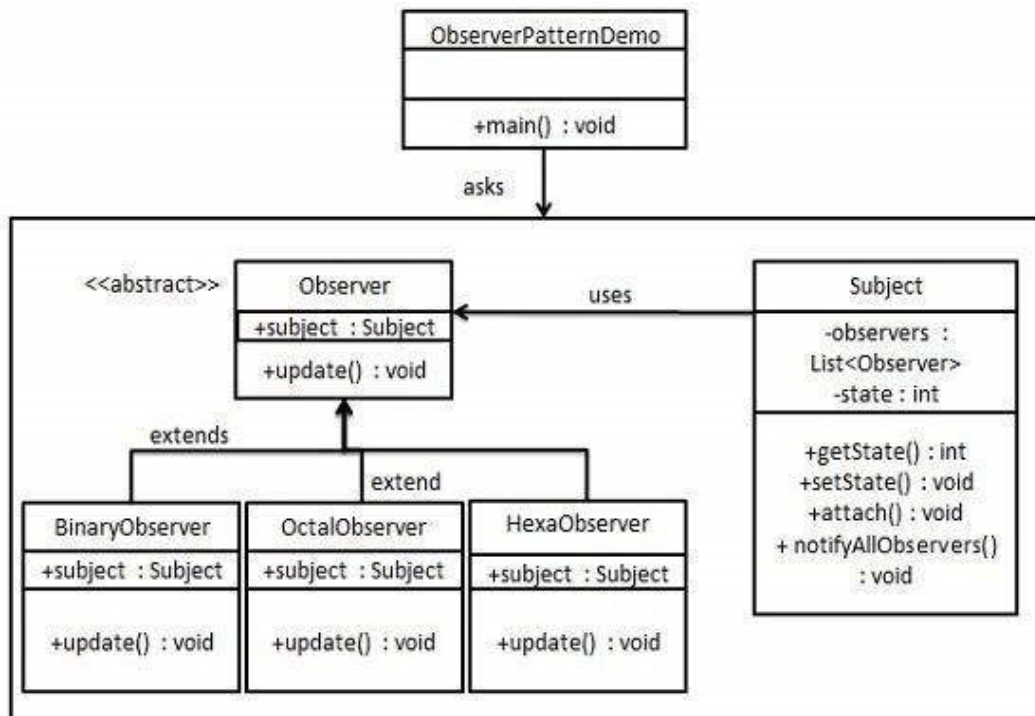 ObserverPatternDemo
+main() : void
asks
<<abstract>>
Observer
+subject : Subject
+update() : void
uses
Subject
-observers :
List<Observer>
-state : int
+getState() : int
+setState() : void
+attach() : void
+ notifyAllObservers()
: void
extends
extend
BinaryObserver
+subject : Subject
+update() : void
OctalObserver
+subject : Subject
+update() : void
HexaObserver
+subject : Subject
+update() : void